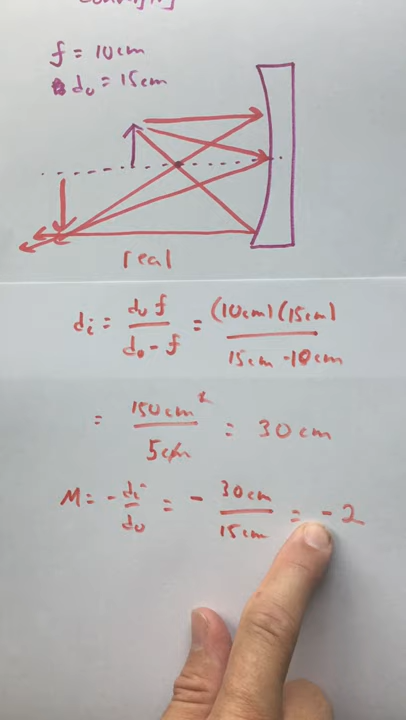 f = 10cm
do = 15cm
real
di = do f / do - f = (10cm)(15cm) / 15cm - 10cm
= 150cm² / 5cm = 30cm
M = - di / do = - 30cm / 15cm = - 2